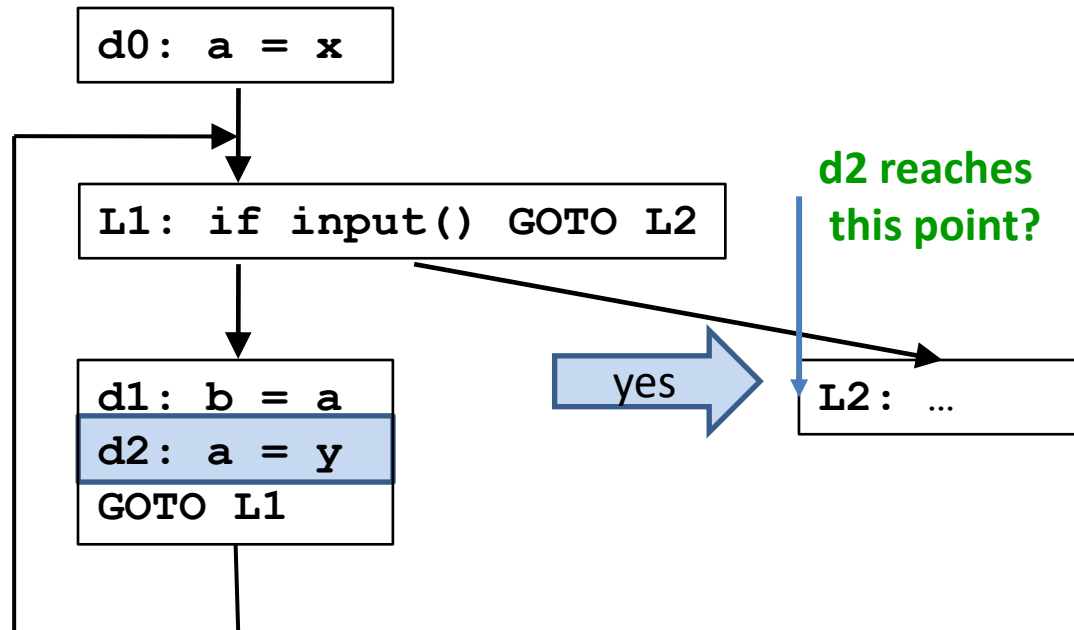 d0: a = x
L1: if input() GOTO L2
d2 reaches
this point?
d1: b = a
d2: a = y
GOTO L1
yes
L2: …